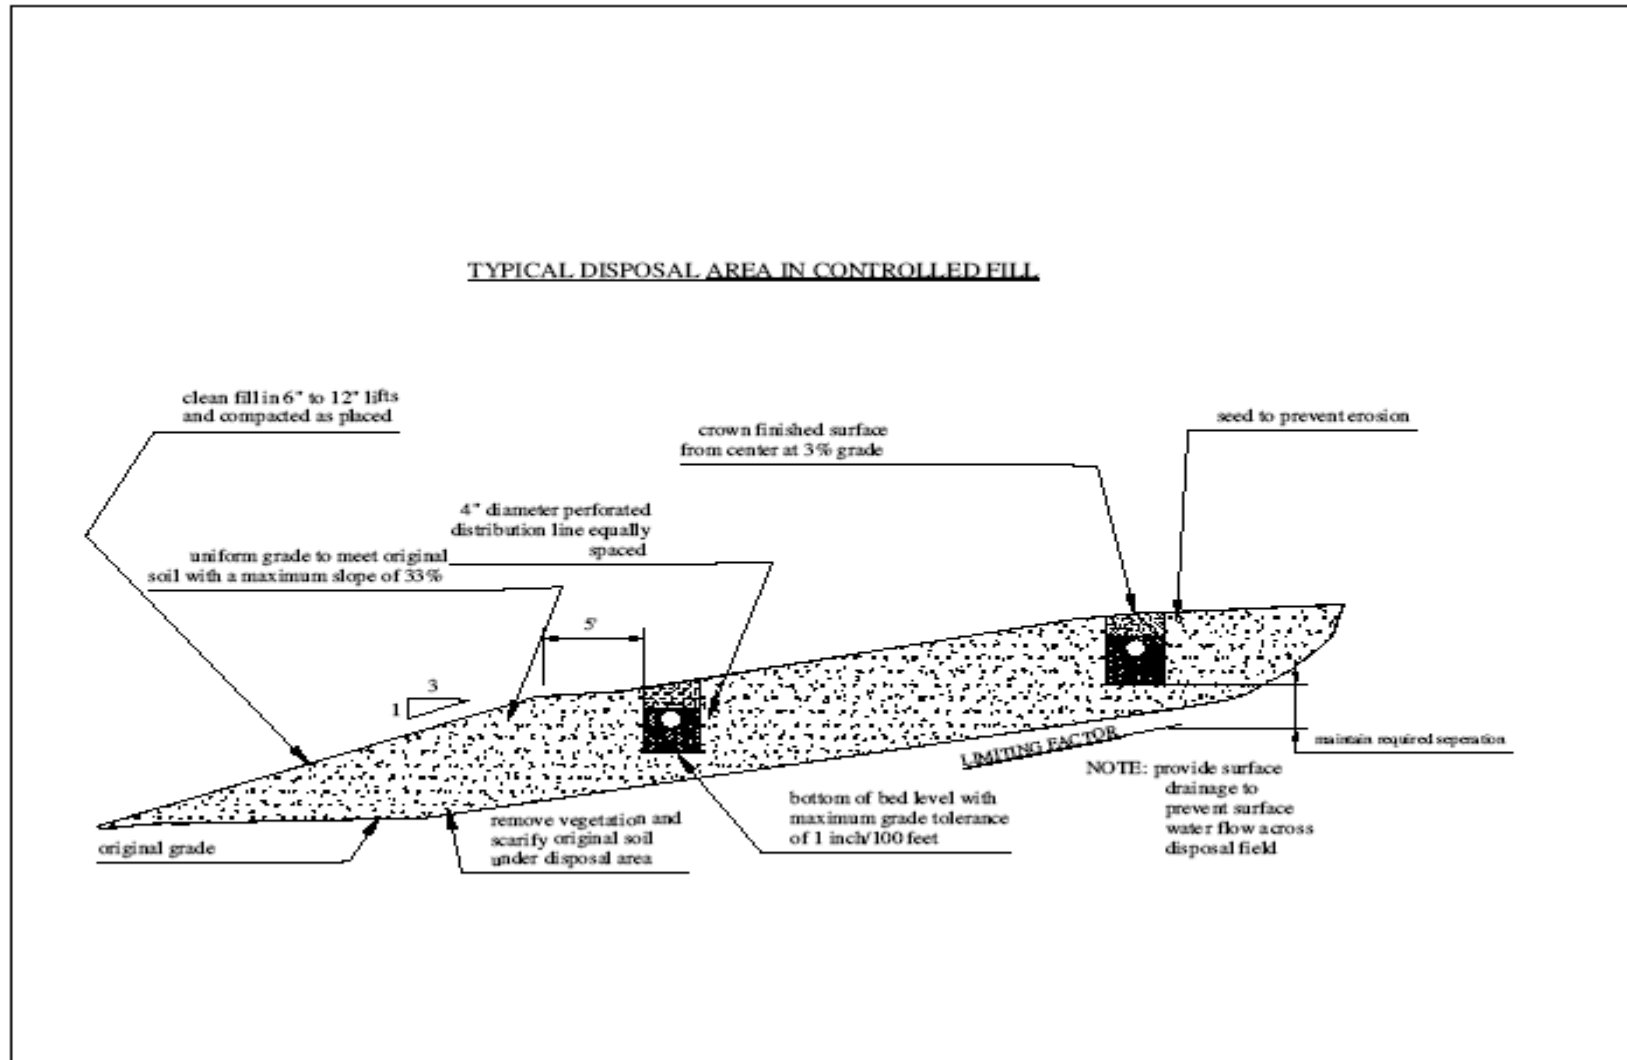 TYPICAL DISPOSAL AREA IN CONTROLLED FILL
clean fill in 6" to 12" lifts
and compacted as placed
crown finished surface
from center at 3% grade
seed to prevent erosion
4" diameter perforated
distribution line equally
spaced
uniform grade to meet original
soil with a maximum slope of 33%
5'
3
1
LIMITING FACTOR
maintain required seperation
NOTE: provide surface
drainage to
prevent surface
water flow across
disposal field
bottom of bed level with
maximum grade tolerance
of 1 inch/100 feet
remove vegetation and
scarify original soil
under disposal area
original grade